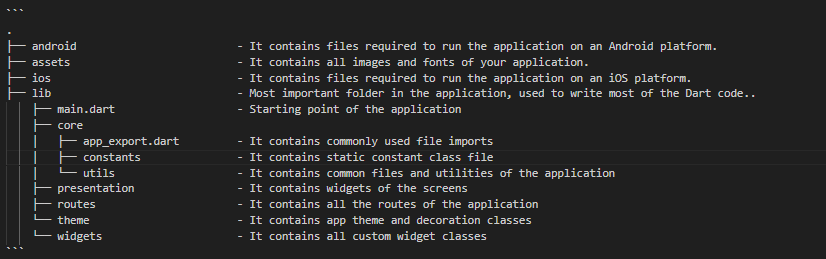 ```
.
├── android                         - It contains files required to run the application on an Android platform.
├── assets                          - It contains all images and fonts of your application.
├── ios                             - It contains files required to run the application on an iOS platform.
├── lib                             - Most important folder in the application, used to write most of the Dart code..
    ├── main.dart                   - Starting point of the application
    ├── core
    │   ├── app_export.dart         - It contains commonly used file imports
    │   ├── constants               - It contains static constant class file
    │   └── utils                   - It contains common files and utilities of the application
    ├── presentation                - It contains widgets of the screens
    ├── routes                      - It contains all the routes of the application
    └── theme                       - It contains app theme and decoration classes
    └── widgets                     - It contains all custom widget classes
```